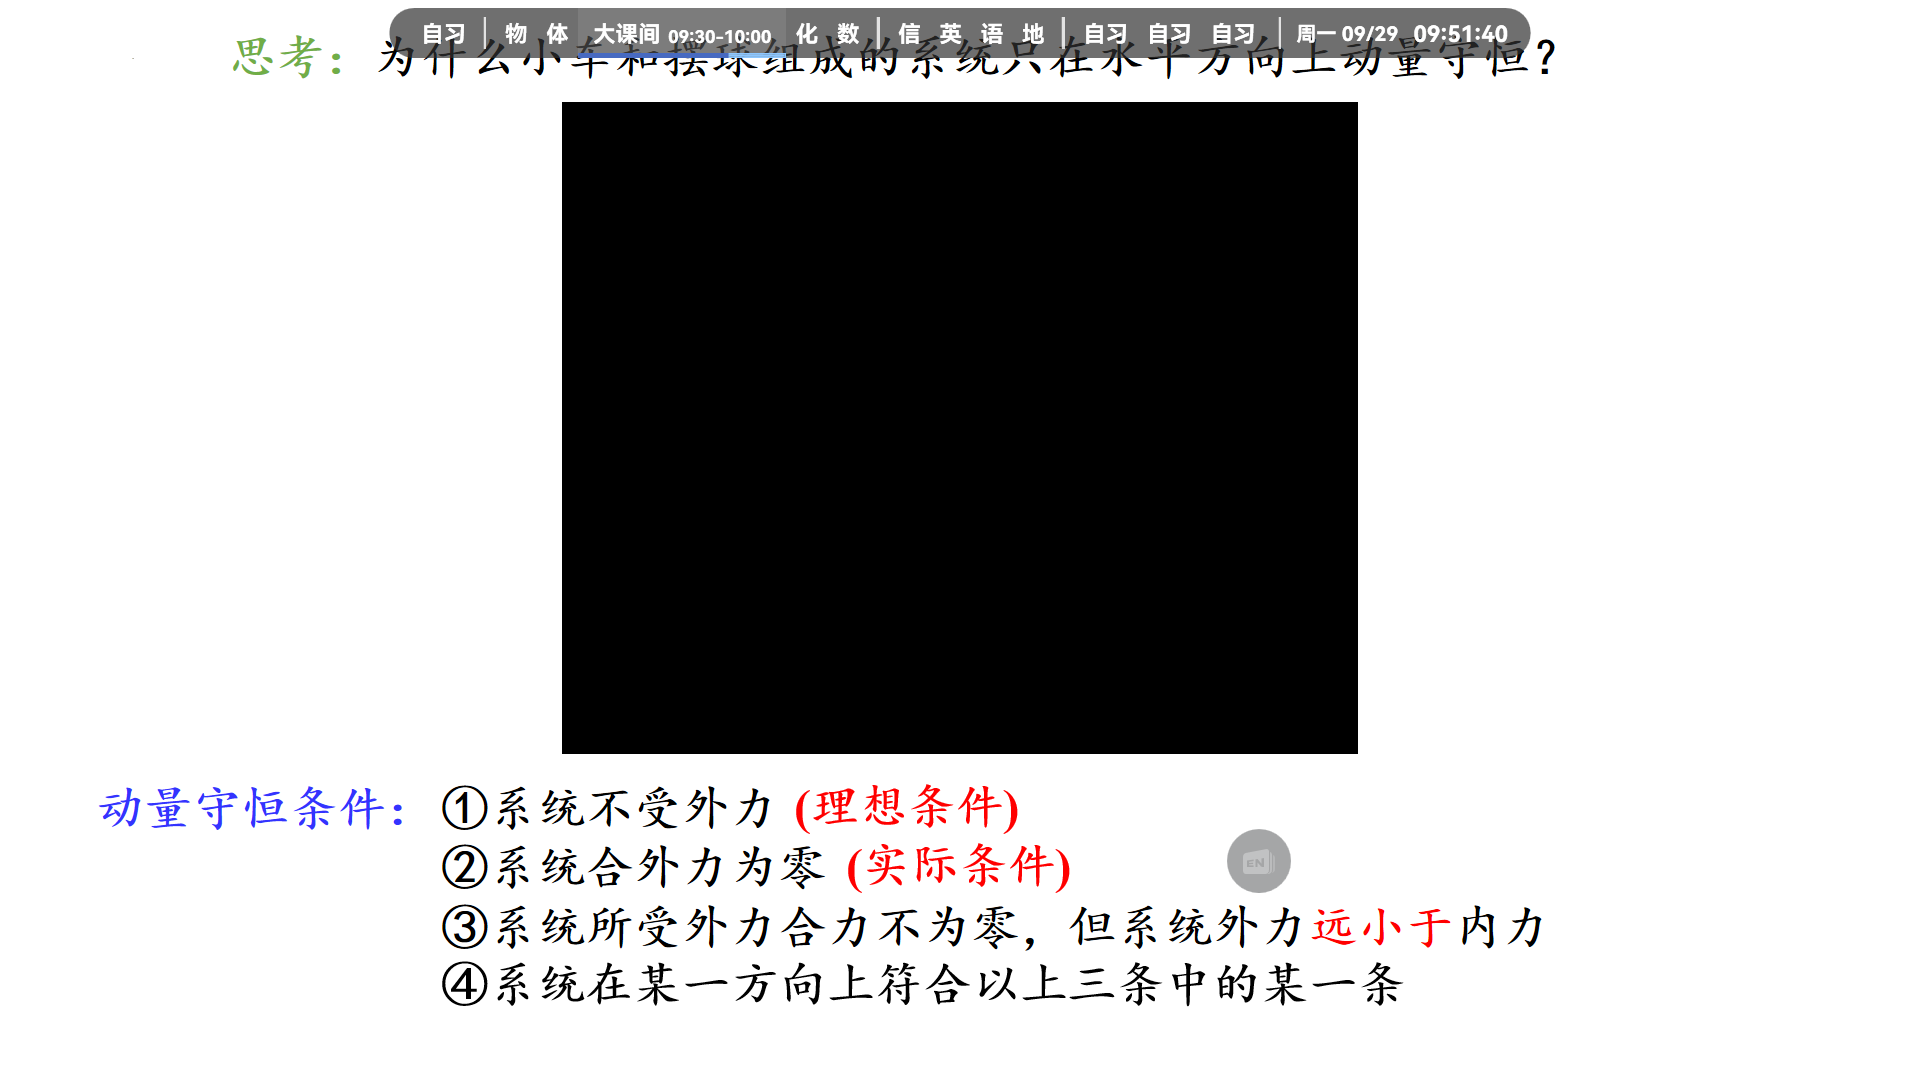 自习 物 体 大课间 09:30-10:00 化 数 信 英 语 地 自习 自习 自习 周一 09/29 09:51:40
思考：为什么小车和摆球组成的系统只在水平方向上动量守恒？
动量守恒条件：①系统不受外力 (理想条件)
②系统合外力为零 (实际条件)
EN
③系统所受外力合力不为零，但系统外力远小于内力
④系统在某一方向上符合以上三条中的某一条